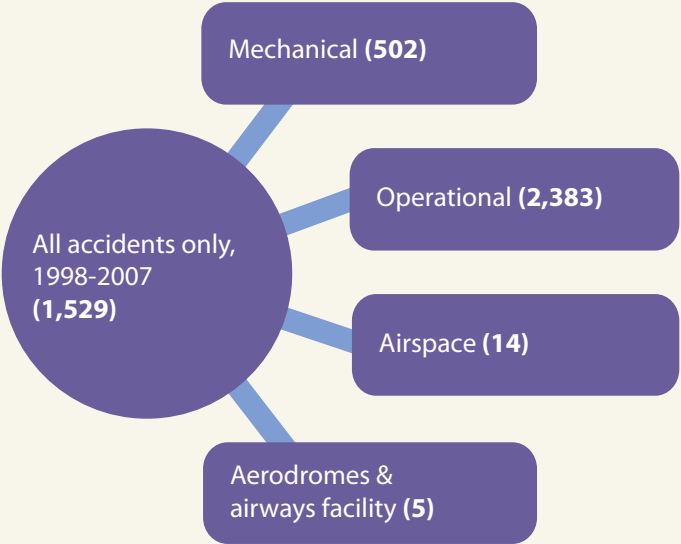 Mechanical (502)
Operational (2,383)
All accidents only,
1998-2007
(1,529)
Airspace (14)
Aerodromes &
airways facility (5)